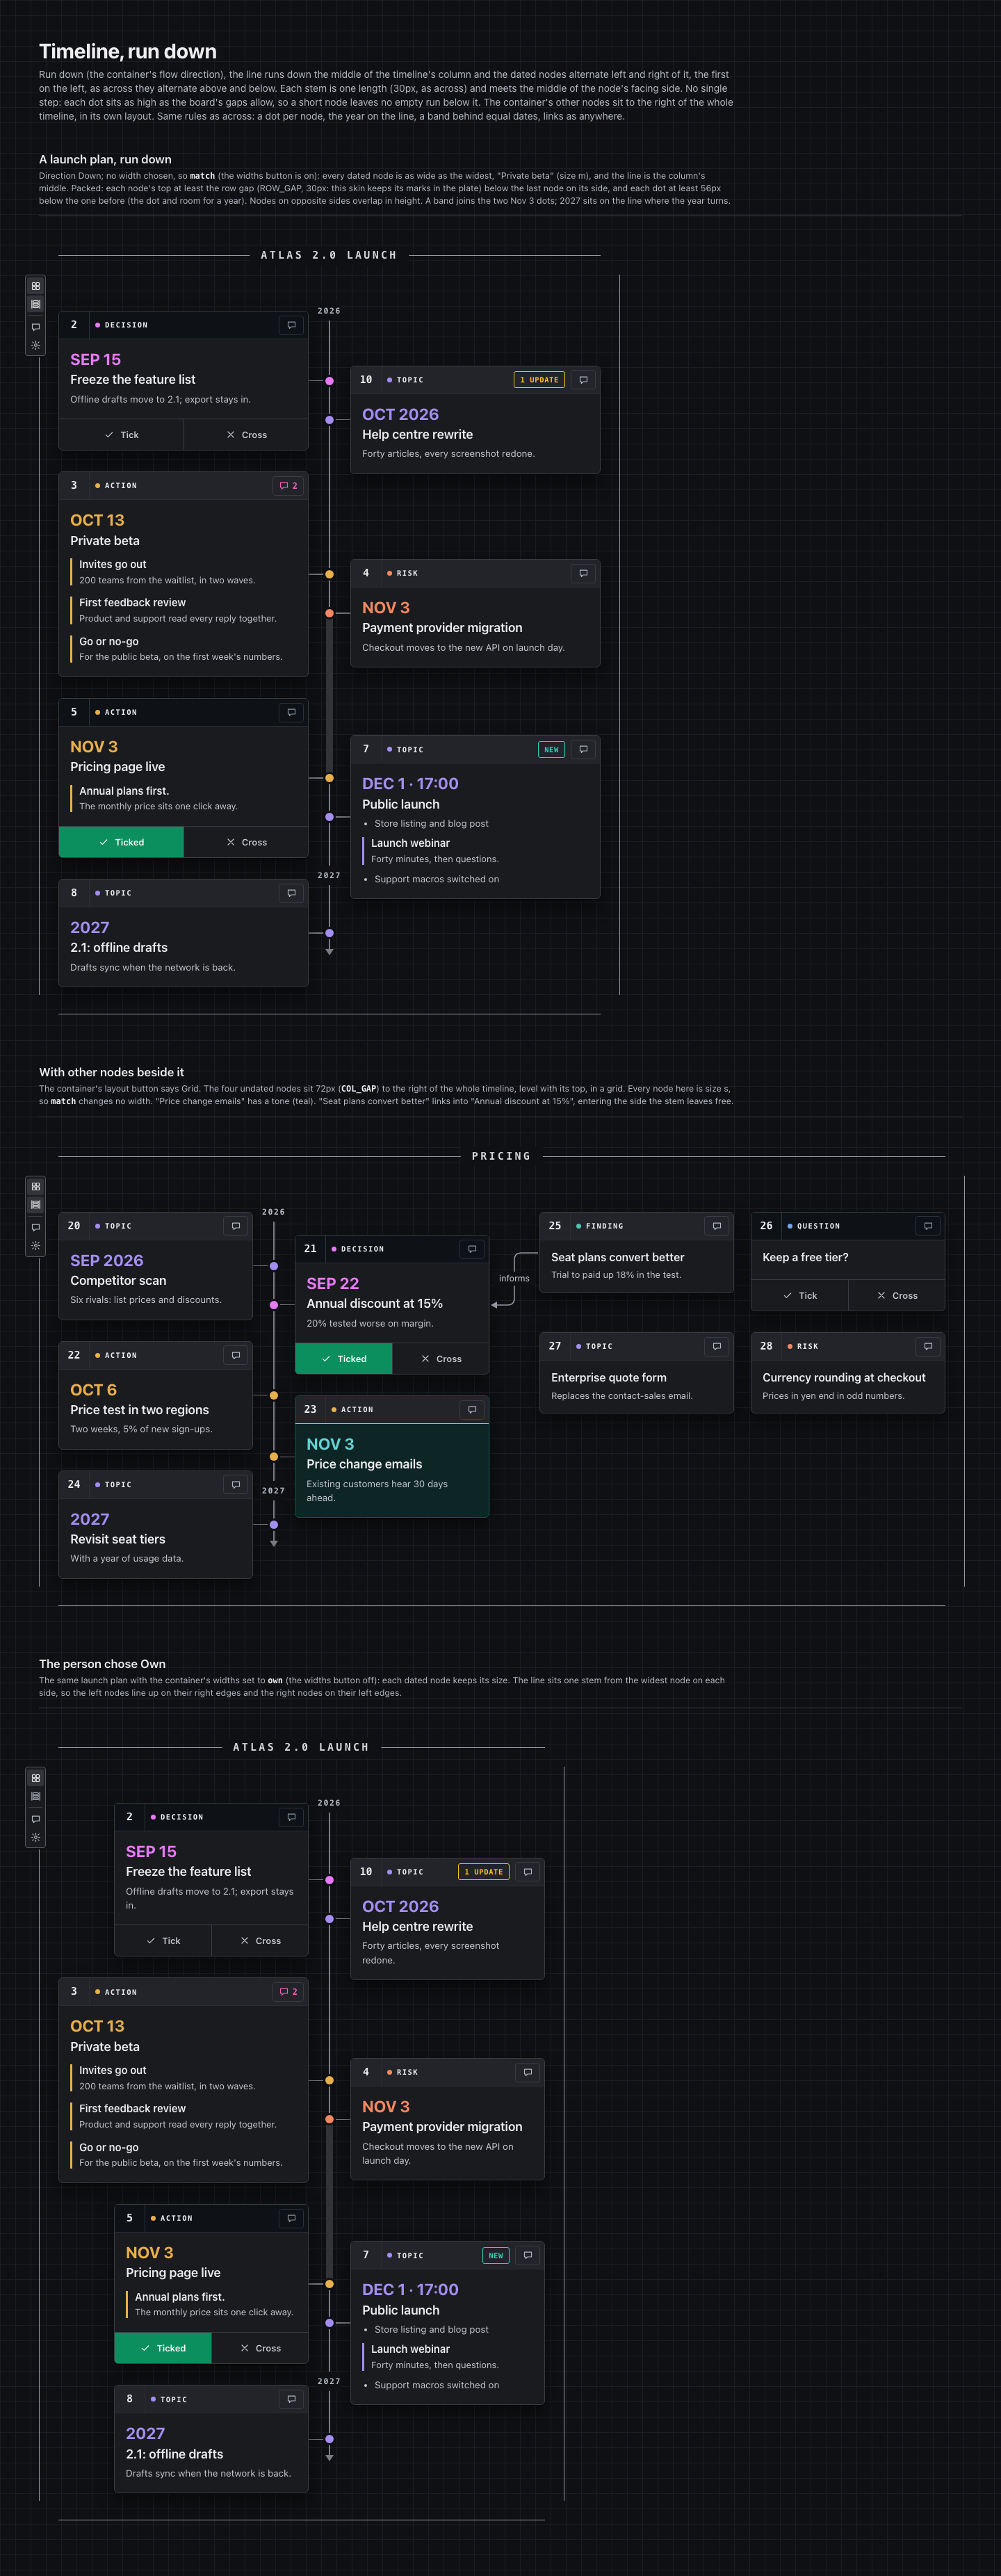 Timeline, run down
Run down (the container's flow direction), the line runs down the middle of the timeline's column and the dated nodes alternate left and right of it, the first
on the left, as across they alternate above and below. Each stem is one length (30px, as across) and meets the middle of the node's facing side. No single
step: each dot sits as high as the board's gaps allow, so a short node leaves no empty run below it. The container's other nodes sit to the right of the whole
timeline, in its own layout. Same rules as across: a dot per node, the year on the line, a band behind equal dates, links as anywhere.
A launch plan, run down
Direction Down; no width chosen, so match (the widths button is on): every dated node is as wide as the widest, "Private beta" (size m), and the line is the column's
middle. Packed: each node's top at least the row gap (ROW_GAP, 30px: this skin keeps its marks in the plate) below the last node on its side, and each dot at least 56px
below the one before (the dot and room for a year). Nodes on opposite sides overlap in height. A band joins the two Nov 3 dots; 2027 sits on the line where the year turns.
ATLAS 2.0 LAUNCH
2026
2 DECISION
SEP 15
Freeze the feature list
Offline drafts move to 2.1; export stays in.
Tick Cross
10 TOPIC 1 UPDATE
OCT 2026
Help centre rewrite
Forty articles, every screenshot redone.
3 ACTION 2
OCT 13
Private beta
Invites go out
200 teams from the waitlist, in two waves.
First feedback review
Product and support read every reply together.
Go or no-go
For the public beta, on the first week's numbers.
4 RISK
NOV 3
Payment provider migration
Checkout moves to the new API on launch day.
5 ACTION
NOV 3
Pricing page live
Annual plans first.
The monthly price sits one click away.
Ticked Cross
7 TOPIC NEW
DEC 1 · 17:00
Public launch
• Store listing and blog post
Launch webinar
Forty minutes, then questions.
• Support macros switched on
2027
8 TOPIC
2027
2.1: offline drafts
Drafts sync when the network is back.
With other nodes beside it
The container's layout button says Grid. The four undated nodes sit 72px (COL_GAP) to the right of the whole timeline, level with its top, in a grid. Every node here is size s,
so match changes no width. "Price change emails" has a tone (teal). "Seat plans convert better" links into "Annual discount at 15%", entering the side the stem leaves free.
PRICING
2026
20 TOPIC
SEP 2026
Competitor scan
Six rivals: list prices and discounts.
21 DECISION
SEP 22
Annual discount at 15%
20% tested worse on margin.
Ticked Cross
informs
25 FINDING
Seat plans convert better
Trial to paid up 18% in the test.
26 QUESTION
Keep a free tier?
Tick Cross
22 ACTION
OCT 6
Price test in two regions
Two weeks, 5% of new sign-ups.
27 TOPIC
Enterprise quote form
Replaces the contact-sales email.
28 RISK
Currency rounding at checkout
Prices in yen end in odd numbers.
23 ACTION
NOV 3
Price change emails
Existing customers hear 30 days
ahead.
2027
24 TOPIC
2027
Revisit seat tiers
With a year of usage data.
The person chose Own
The same launch plan with the container's widths set to own (the widths button off): each dated node keeps its size. The line sits one stem from the widest node on each
side, so the left nodes line up on their right edges and the right nodes on their left edges.
ATLAS 2.0 LAUNCH
2026
2 DECISION
SEP 15
Freeze the feature list
Offline drafts move to 2.1; export stays
in.
Tick Cross
10 TOPIC 1 UPDATE
OCT 2026
Help centre rewrite
Forty articles, every screenshot
redone.
3 ACTION 2
OCT 13
Private beta
Invites go out
200 teams from the waitlist, in two waves.
First feedback review
Product and support read every reply together.
Go or no-go
For the public beta, on the first week's numbers.
4 RISK
NOV 3
Payment provider migration
Checkout moves to the new API on
launch day.
5 ACTION
NOV 3
Pricing page live
Annual plans first.
The monthly price sits one click away.
Ticked Cross
7 TOPIC NEW
DEC 1 · 17:00
Public launch
• Store listing and blog post
Launch webinar
Forty minutes, then questions.
• Support macros switched on
2027
8 TOPIC
2027
2.1: offline drafts
Drafts sync when the network is back.